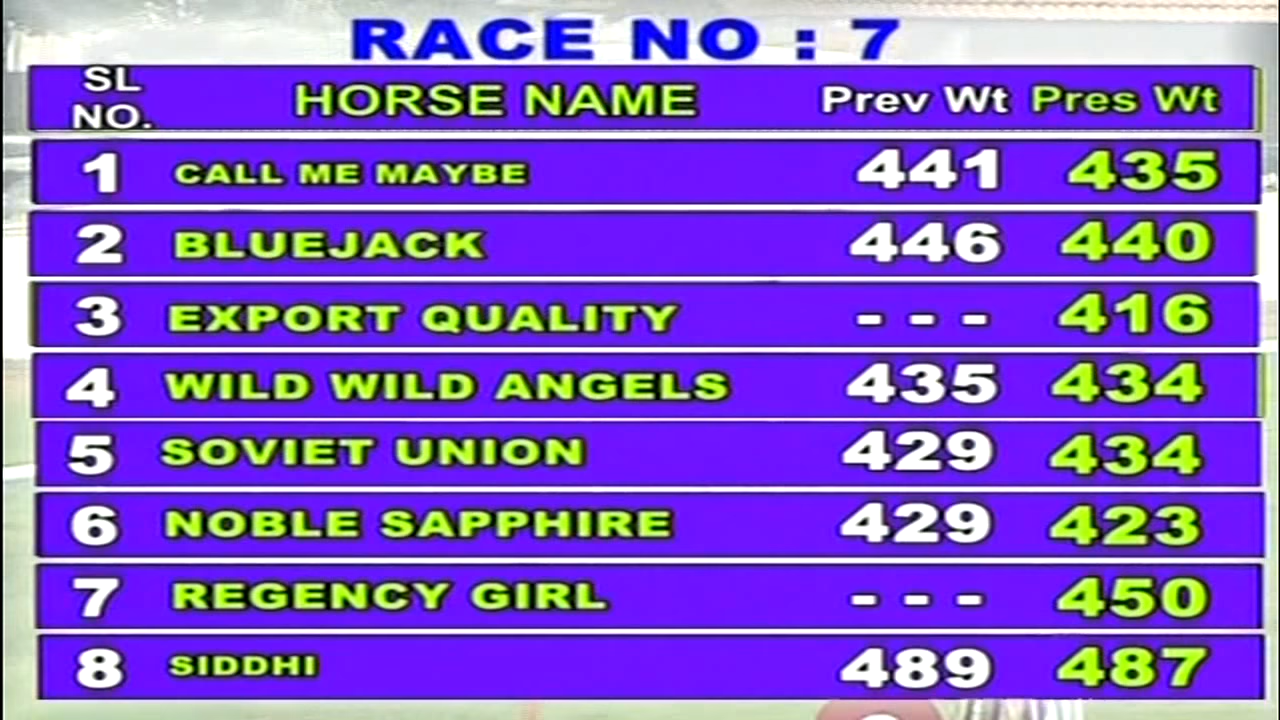 RACE NO : 7
SL NO. HORSE NAME Prev Wt Pres Wt
1 CALL ME MAYBE 441 435
2 BLUEJACK 446 440
3 EXPORT QUALITY - - - 416
4 WILD WILD ANGELS 435 434
5 SOVIET UNION 429 434
6 NOBLE SAPPHIRE 429 423
7 REGENCY GIRL - - - 450
8 SIDDHI 489 487